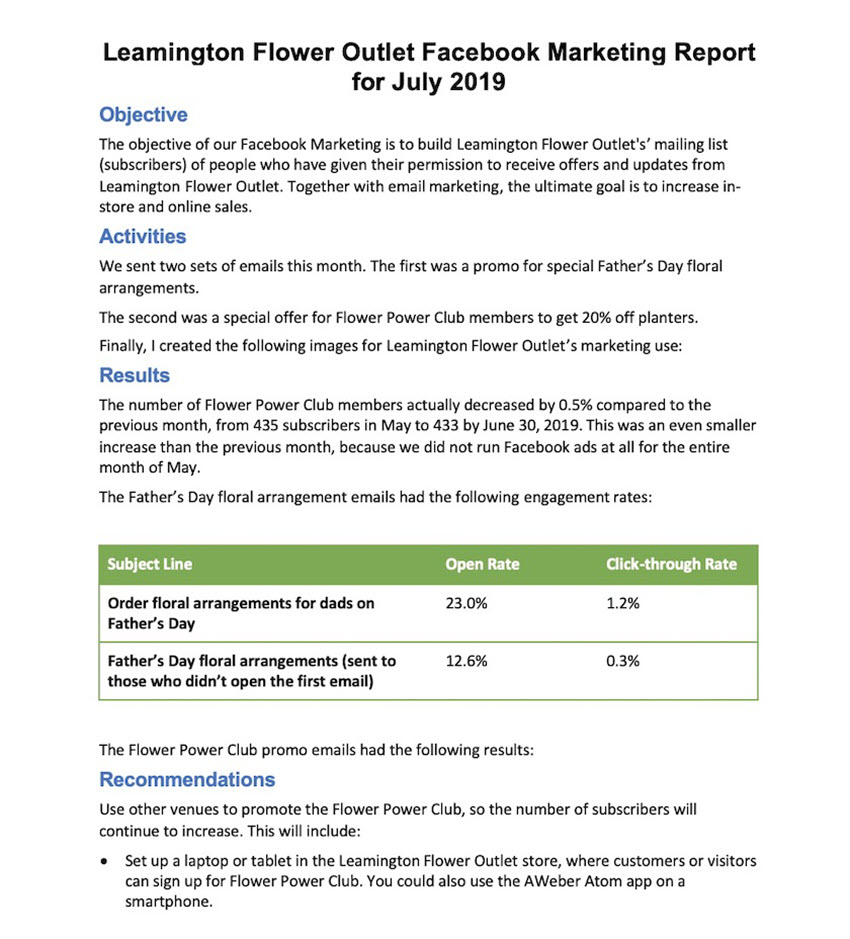 Leamington Flower Outlet Facebook Marketing Report
for July 2019
Objective
The objective of our Facebook Marketing is to build Leamington Flower Outlet's’ mailing list
(subscribers) of people who have given their permission to receive offers and updates from
Leamington Flower Outlet. Together with email marketing, the ultimate goal is to increase in-
store and online sales.
Activities
We sent two sets of emails this month. The first was a promo for special Father’s Day floral
arrangements.
The second was a special offer for Flower Power Club members to get 20% off planters.
Finally, I created the following images for Leamington Flower Outlet’s marketing use:
Results
The number of Flower Power Club members actually decreased by 0.5% compared to the
previous month, from 435 subscribers in May to 433 by June 30, 2019. This was an even smaller
increase than the previous month, because we did not run Facebook ads at all for the entire
month of May.
The Father’s Day floral arrangement emails had the following engagement rates:
Subject Line Open Rate Click-through Rate
Order floral arrangements for dads on 23.0% 1.2%
Father’s Day
Father’s Day floral arrangements (sent to 12.6% 0.3%
those who didn’t open the first email)
The Flower Power Club promo emails had the following results:
Recommendations
Use other venues to promote the Flower Power Club, so the number of subscribers will
continue to increase. This will include:
• Set up a laptop or tablet in the Leamington Flower Outlet store, where customers or visitors
can sign up for Flower Power Club. You could also use the AWeber Atom app on a
smartphone.